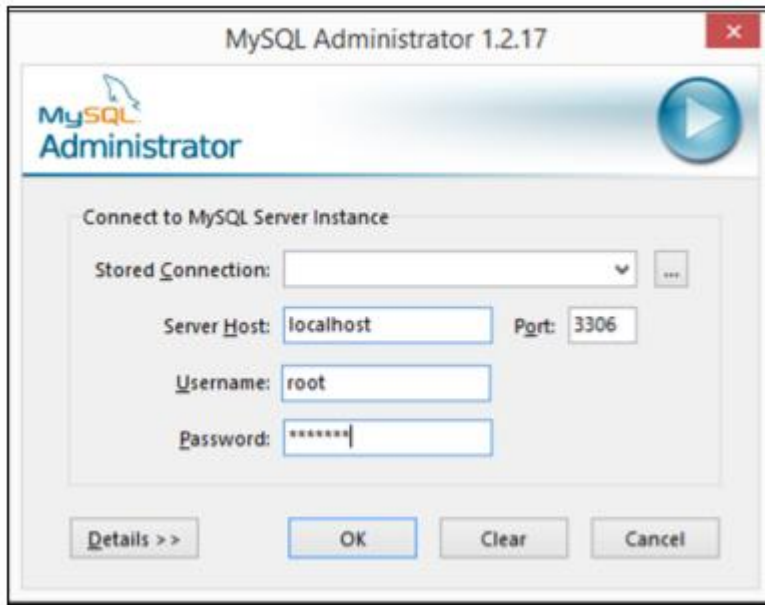 MySQL Administrator 1.2.17
MySQL
Administrator
Connect to MySQL Server Instance
Stored Connection:
...
Server Host: localhost Port: 3306
Username: root
Password: *******
Details >> OK Clear Cancel